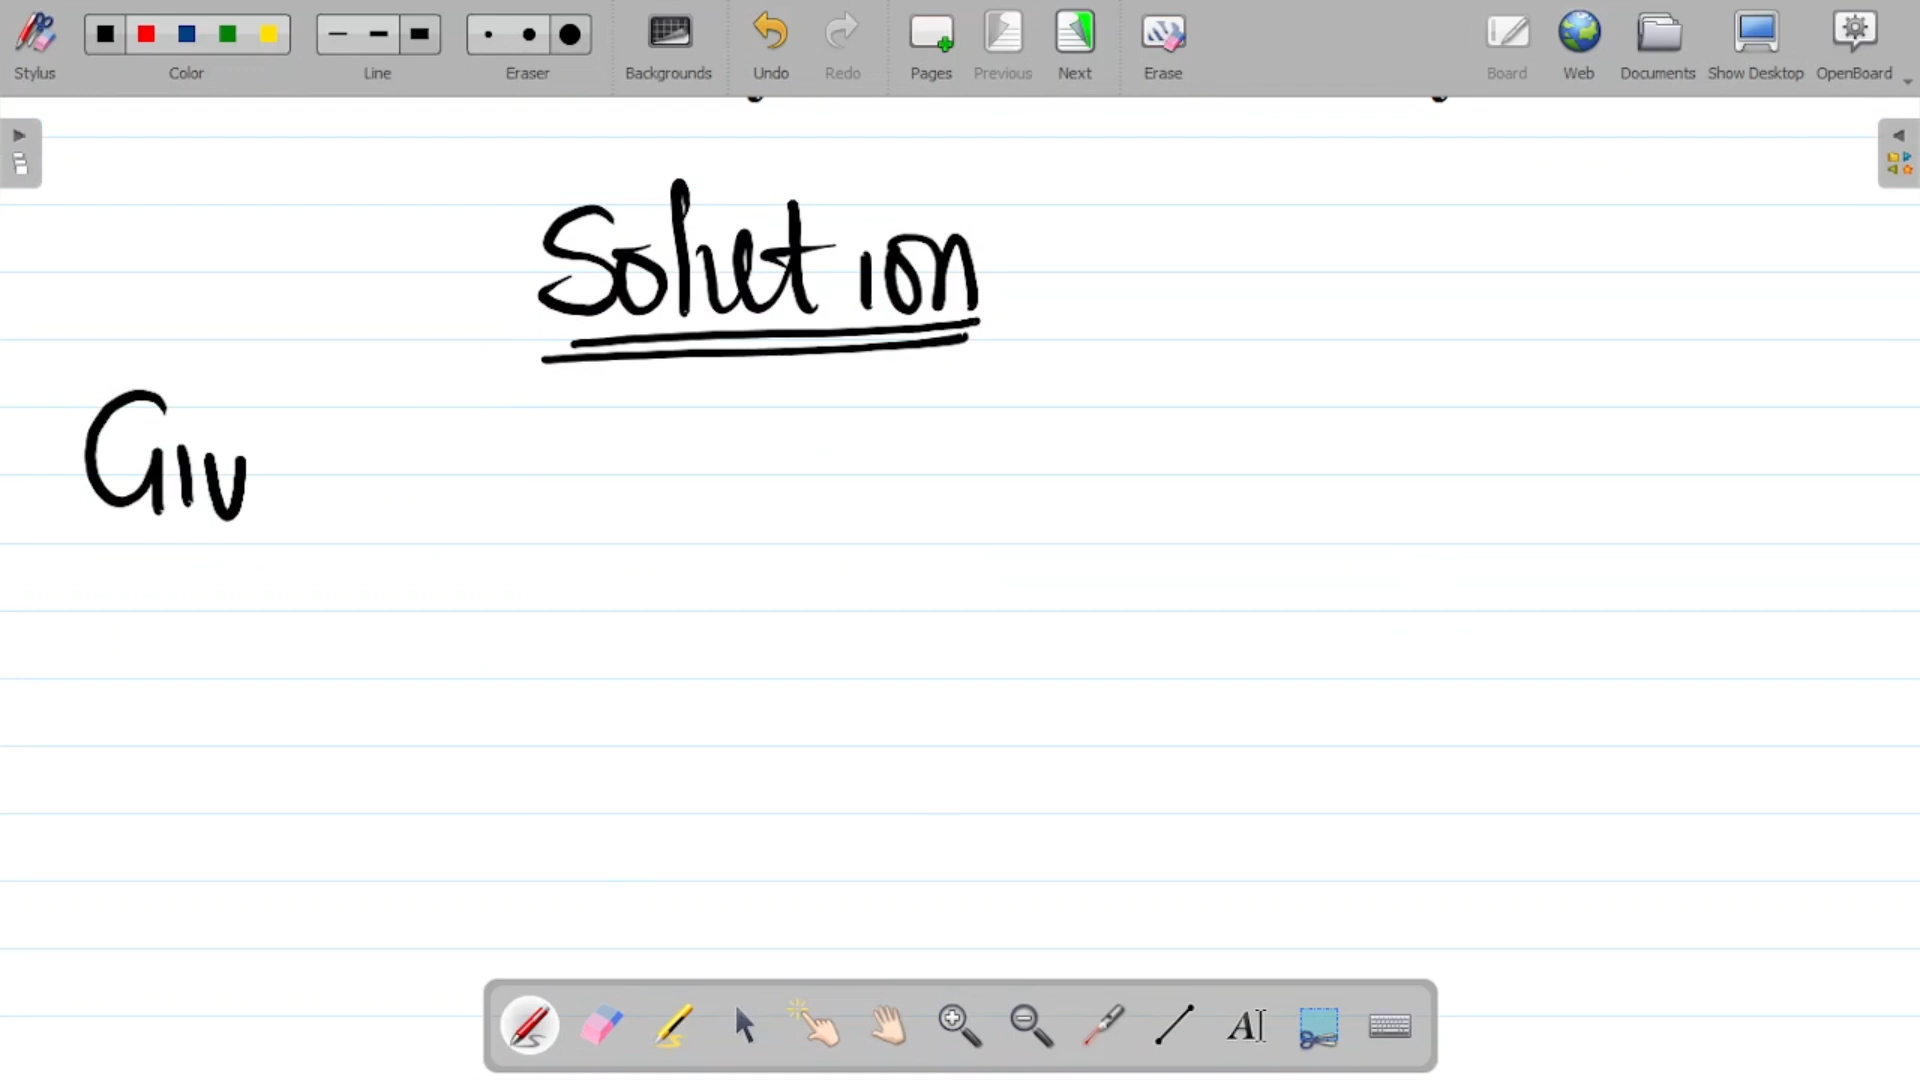 Stylus Color Line Eraser Backgrounds Undo Redo Pages Previous Next Erase Board Web Documents Show Desktop OpenBoard
Solution
Giv